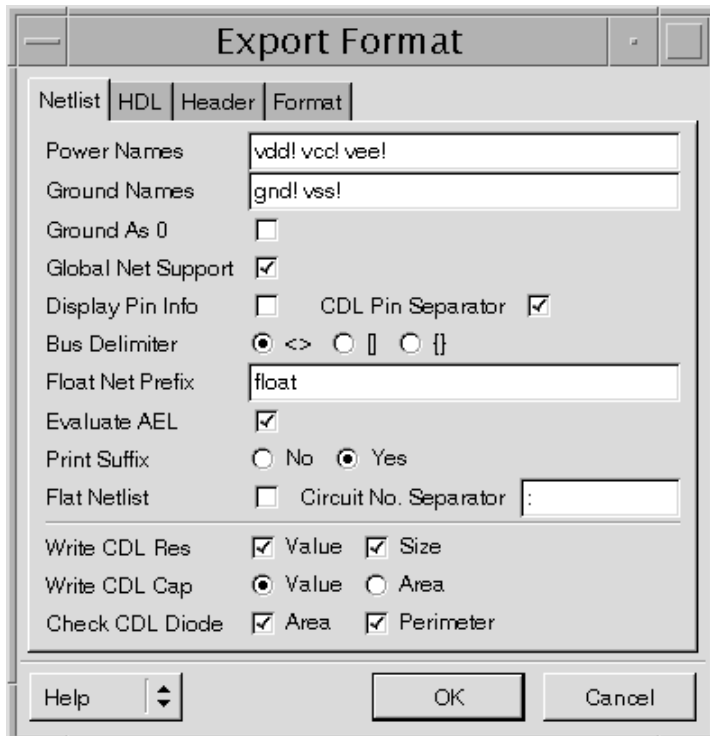 Export Format
Netlist HDL Header Format
Power Names vdd! vcc! vee!
Ground Names gnd! vss!
Ground As 0
Global Net Support
Display Pin Info CDL Pin Separator
Bus Delimiter <> [] {}
Float Net Prefix float
Evaluate AEL
Print Suffix No Yes
Flat Netlist Circuit No. Separator :
Write CDL Res Value Size
Write CDL Cap Value Area
Check CDL Diode Area Perimeter
Help OK Cancel